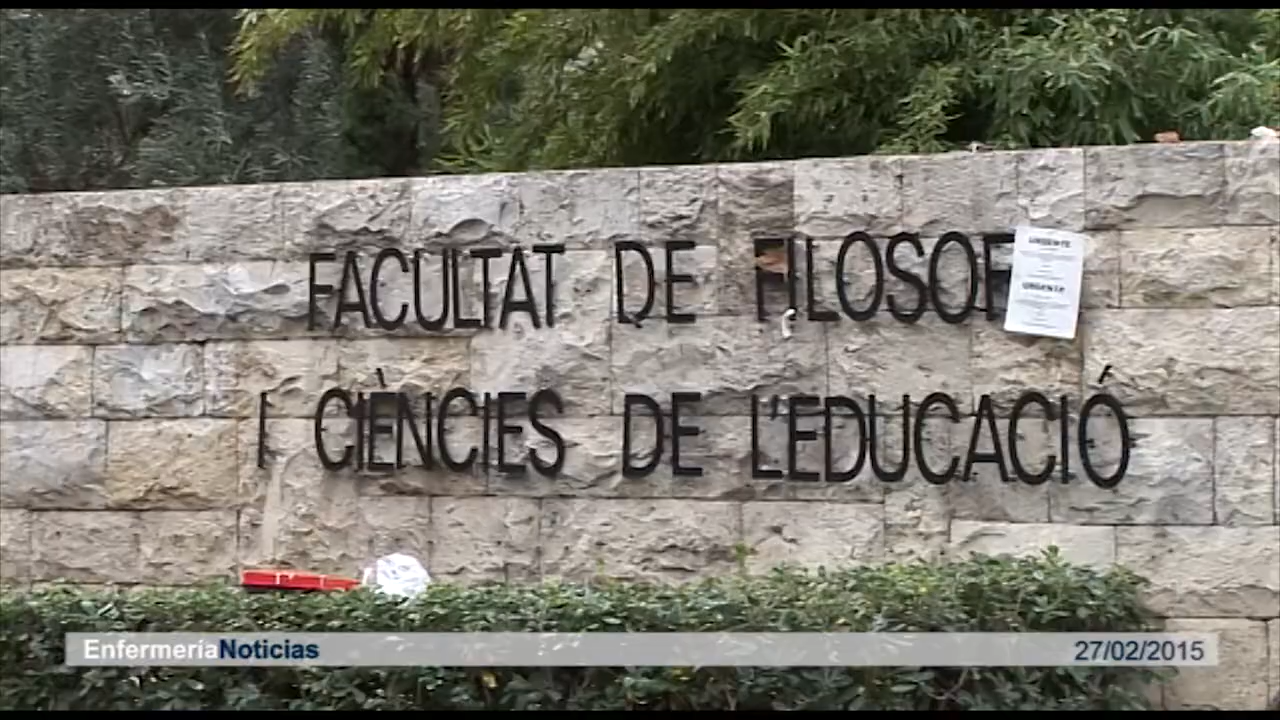 FACULTAT DE FILOSOF
URGENTE
URGENTE
I CIÈNCIES DE L'EDUCACIÓ
EnfermeríaNoticias
27/02/2015